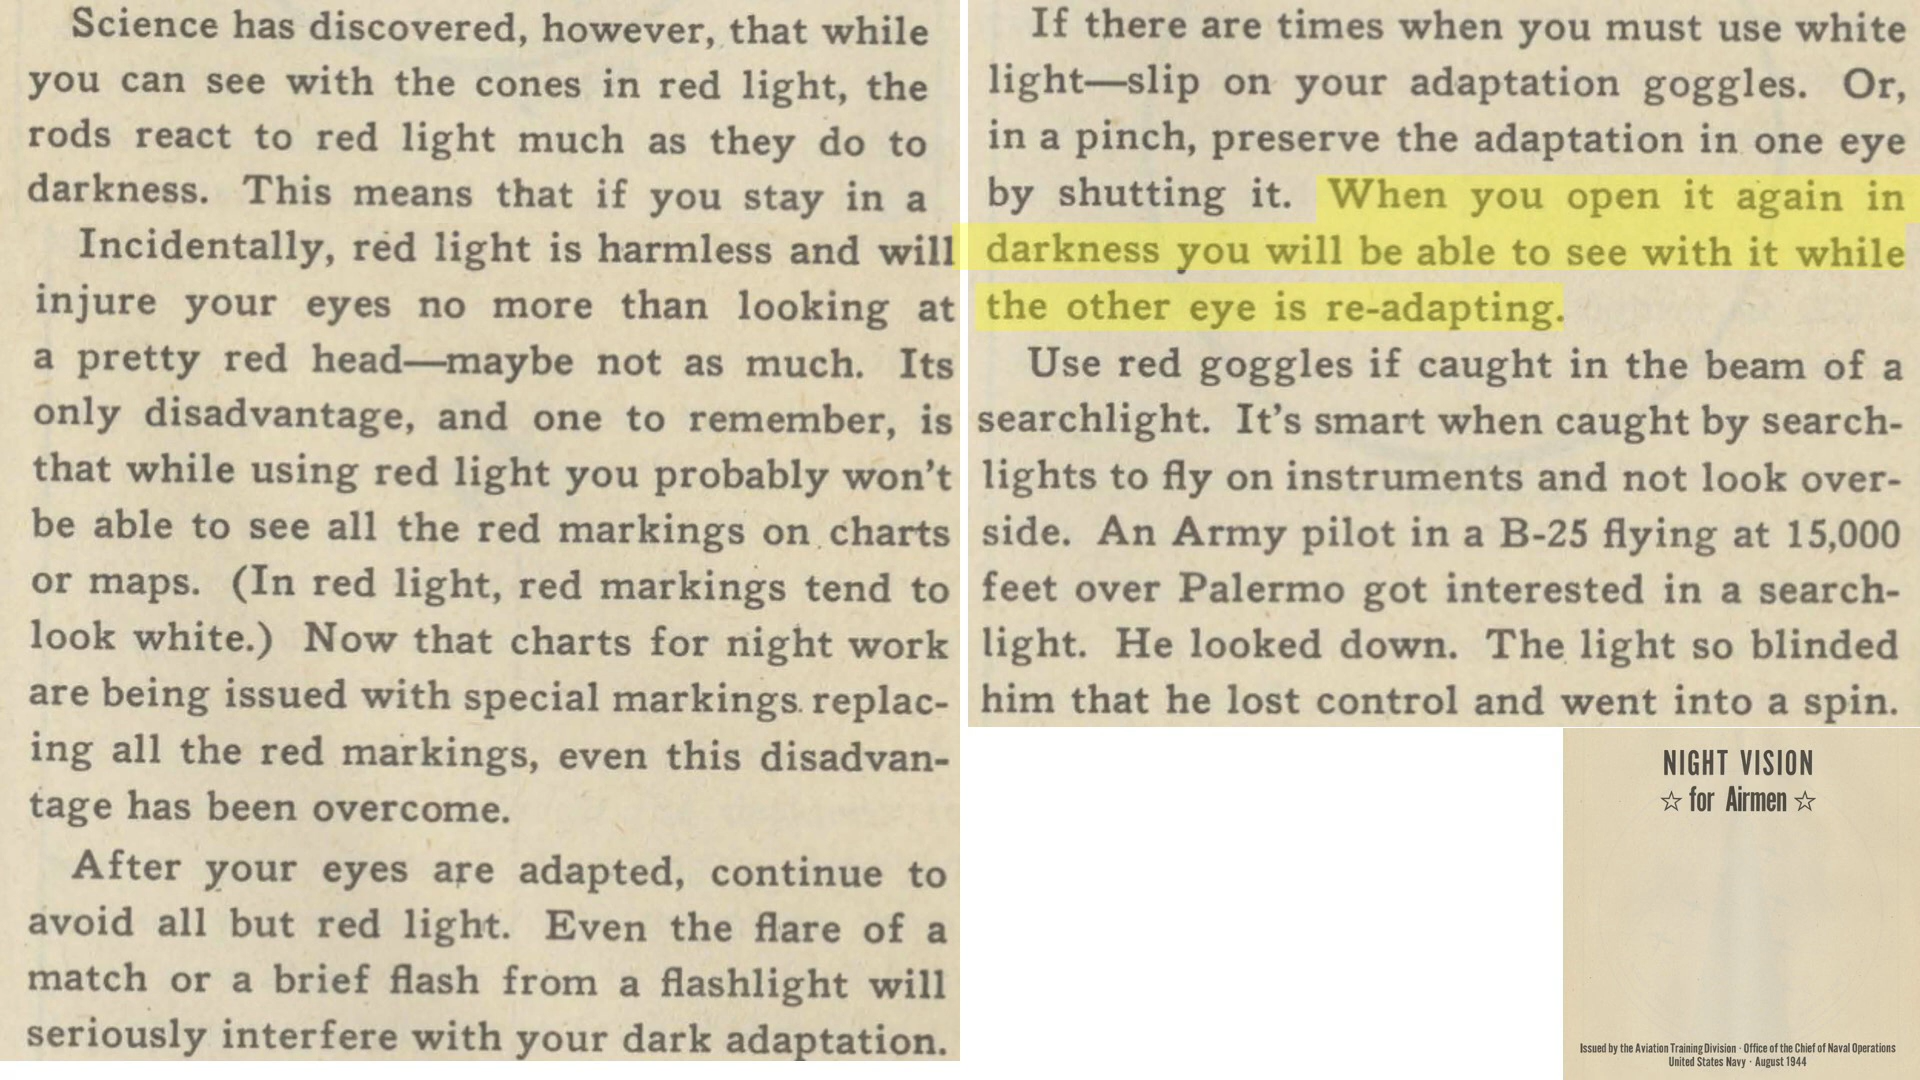 Science has discovered, however, that while
you can see with the cones in red light, the
rods react to red light much as they do to
darkness. This means that if you stay in a
Incidentally, red light is harmless and will
injure your eyes no more than looking at
a pretty red head—maybe not as much. Its
only disadvantage, and one to remember, is
that while using red light you probably won't
be able to see all the red markings on charts
or maps. (In red light, red markings tend to
look white.) Now that charts for night work
are being issued with special markings replac-
ing all the red markings, even this disadvan-
tage has been overcome.
After your eyes are adapted, continue to
avoid all but red light. Even the flare of a
match or a brief flash from a flashlight will
seriously interfere with your dark adaptation.
If there are times when you must use white
light—slip on your adaptation goggles. Or,
in a pinch, preserve the adaptation in one eye
by shutting it. When you open it again in
darkness you will be able to see with it while
the other eye is re-adapting.
Use red goggles if caught in the beam of a
searchlight. It's smart when caught by search-
lights to fly on instruments and not look over-
side. An Army pilot in a B-25 flying at 15,000
feet over Palermo got interested in a search-
light. He looked down. The light so blinded
him that he lost control and went into a spin.
NIGHT VISION
☆ for Airmen ☆
Issued by the Aviation Training Division · Office of the Chief of Naval Operations
United States Navy · August 1944